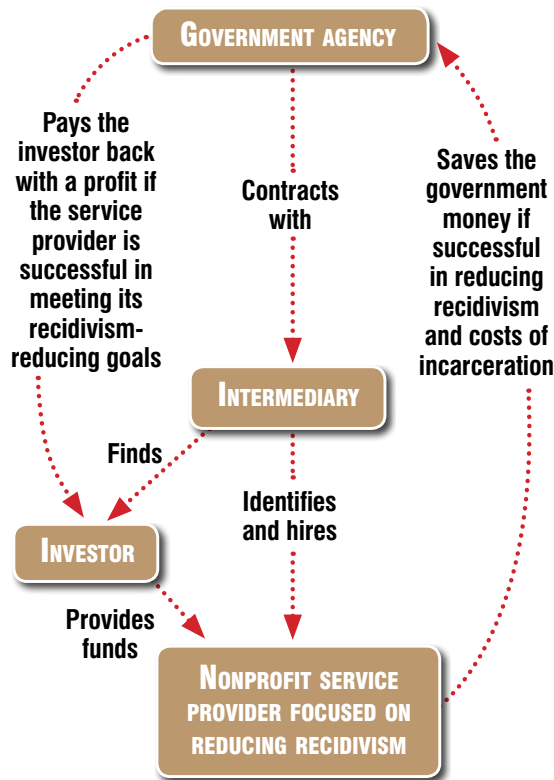 GOVERNMENT AGENCY
Pays the
investor back
with a profit if
the service
provider is
successful in
meeting its
recidivism-
reducing goals
Contracts
with
Saves the
government
money if
successful
in reducing
recidivism
and costs of
incarceration
INTERMEDIARY
Finds
Identifies
and hires
INVESTOR
Provides
funds
NONPROFIT SERVICE
PROVIDER FOCUSED ON
REDUCING RECIDIVISM